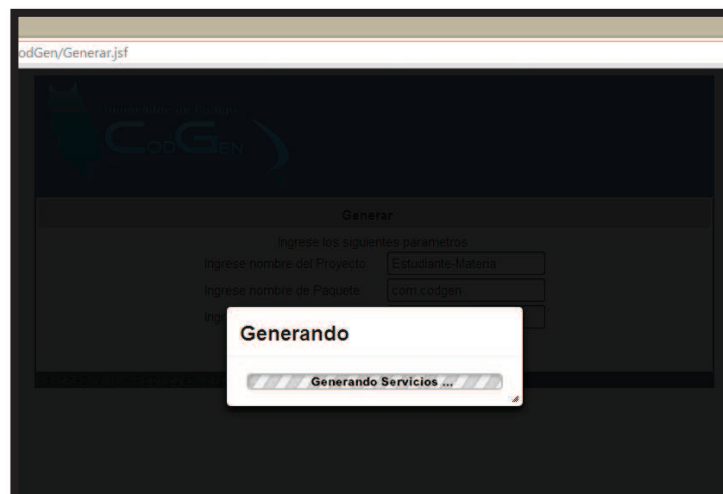 odGen/Generar.jsf
CodGen
Generar
Ingrese los siguientes parametros
Ingrese nombre del Proyecto: Estudiante-Materia
Ingrese nombre de Paquete: com.codgen
Generando
Generando Servicios ...